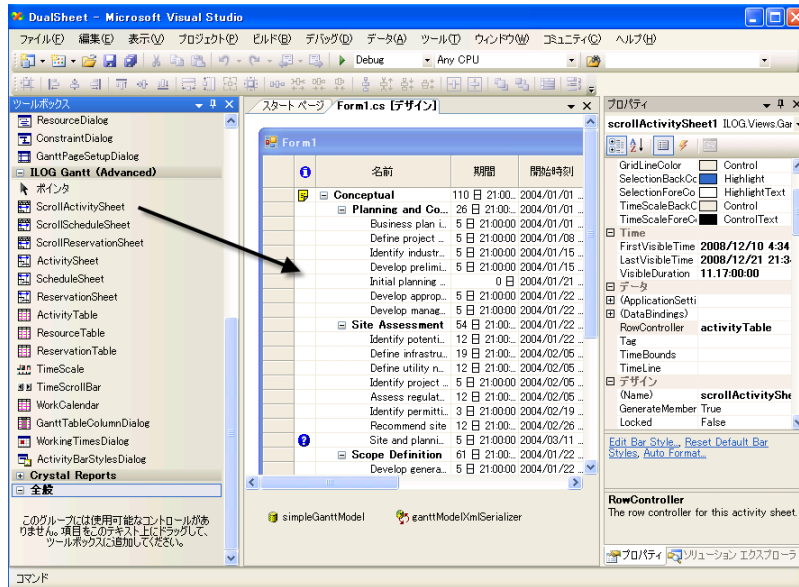 DualSheet - Microsoft Visual Studio
ファイル(F) 編集(E) 表示(V) プロジェクト(P) ビルド(B) デバッグ(D) データ(A) ツール(T) ウィンドウ(W) コミュニティ(C) ヘルプ(H)
Debug Any CPU
ツールボックス
ResourceDialog
ConstraintDialog
GanttPageSetupDialog
ILOG Gantt (Advanced)
ポインタ
ScrollActivitySheet
ScrollScheduleSheet
ScrollReservationSheet
ActivitySheet
ScheduleSheet
ReservationSheet
ActivityTable
ResourceTable
ReservationTable
TimeScale
TimeScrollBar
WorkCalendar
GanttTableColumnDialog
WorkingTimesDialog
ActivityBarStylesDialog
Crystal Reports
全般
このグループには使用可能なコントロールがあ
りません。項目をこのテキスト上にドラッグして、
ツールボックスに追加してください。
スタート ページ Form1.cs [デザイン]
Form1
名前 期間 開始時刻
Conceptual 110 日 21:00... 2004/01/01 ...
Planning and Co... 26 日 21:00:... 2004/01/01 ...
Business plan i... 5 日 21:00:00 2004/01/01 ...
Define project ... 5 日 21:00:00 2004/01/08 ...
Identify industr... 5 日 21:00:00 2004/01/15 ...
Develop prelimi... 5 日 21:00:00 2004/01/15 ...
Initial planning ... 0 日 2004/01/21 ...
Develop approp... 5 日 21:00:00 2004/01/22 ...
Develop manag... 5 日 21:00:00 2004/01/22 ...
Site Assessment 54 日 21:00:... 2004/01/22 ...
Identify potenti... 12 日 21:00:... 2004/01/22 ...
Define infrastru... 19 日 21:00:... 2004/02/05 ...
Define utility n... 12 日 21:00:... 2004/02/05 ...
Identify project ... 5 日 21:00:00 2004/02/05 ...
Assess regulat... 12 日 21:00:... 2004/02/05 ...
Identify permitti... 3 日 21:00:00 2004/02/19 ...
Recommend site 12 日 21:00:... 2004/02/26 ...
Site and planni... 5 日 21:00:00 2004/03/11 ...
Scope Definition 61 日 21:00:... 2004/01/22 ...
Develop genera... 5 日 21:00:00 2004/01/22 ...
simpleGanttModel ganttModelXmlSerializer
プロパティ
scrollActivitySheet1 ILOG.Views.Gar
GridLineColor Control
SelectionBackCc Highlight
SelectionForeCo HighlightText
TimeScaleBackC Control
TimeScaleForeC ControlText
Time
FirstVisibleTime 2008/12/10 4:34
LastVisibleTime 2008/12/21 21:3
VisibleDuration 11.17:00:00
データ
(ApplicationSetti
(DataBindings)
RowController activityTable
Tag
TimeBounds
TimeLine
デザイン
(Name) scrollActivityShe
GenerateMember True
Locked False
Edit Bar Style..., Reset Default Bar
Styles, Auto Format...
RowController
The row controller for this activity sheet.
プロパティ ソリューション エクスプローラ
コマンド